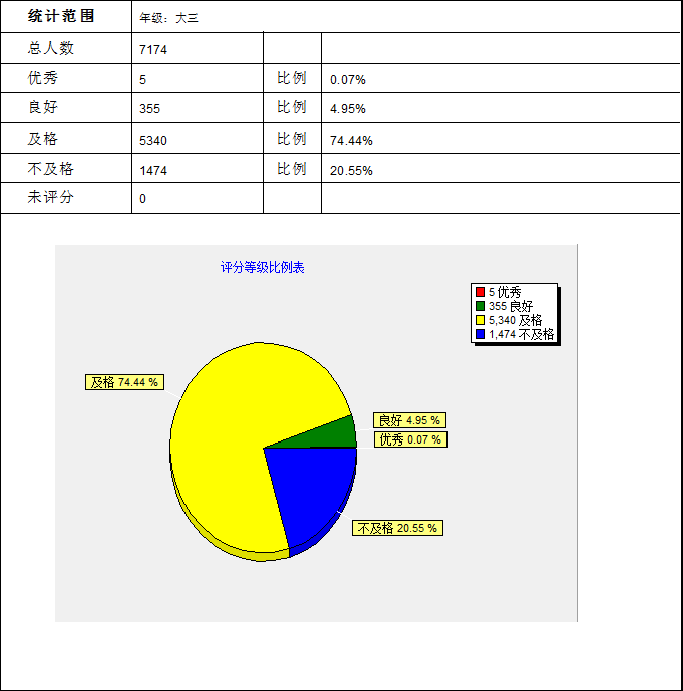 统计范围 年级：大三
总人数 7174
优秀 5 比例 0.07%
良好 355 比例 4.95%
及格 5340 比例 74.44%
不及格 1474 比例 20.55%
未评分 0
评分等级比例表
5 优秀
355 良好
5,340 及格
1,474 不及格
及格 74.44 %
良好 4.95 %
优秀 0.07 %
不及格 20.55 %